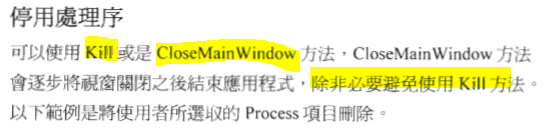 停用處理序
可以使用 Kill 或是 CloseMainWindow 方法，CloseMainWindow 方法
會逐步將視窗關閉之後結束應用程式，除非必要避免使用 Kill 方法。
以下範例是將使用者所選取的 Process 項目刪除。